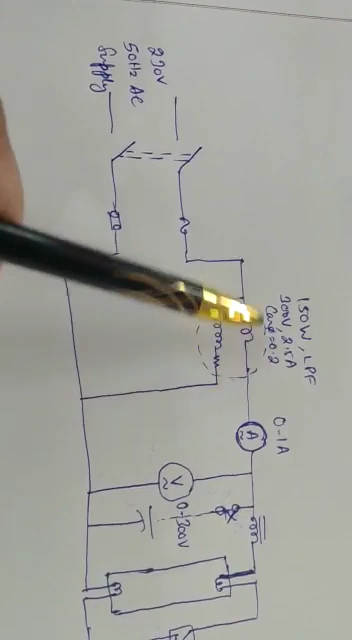 230V
50Hz AC
Supply
150W, LPF
300V, 2.5A
Cosφ=0.2
0-1A
A
V
0-300V